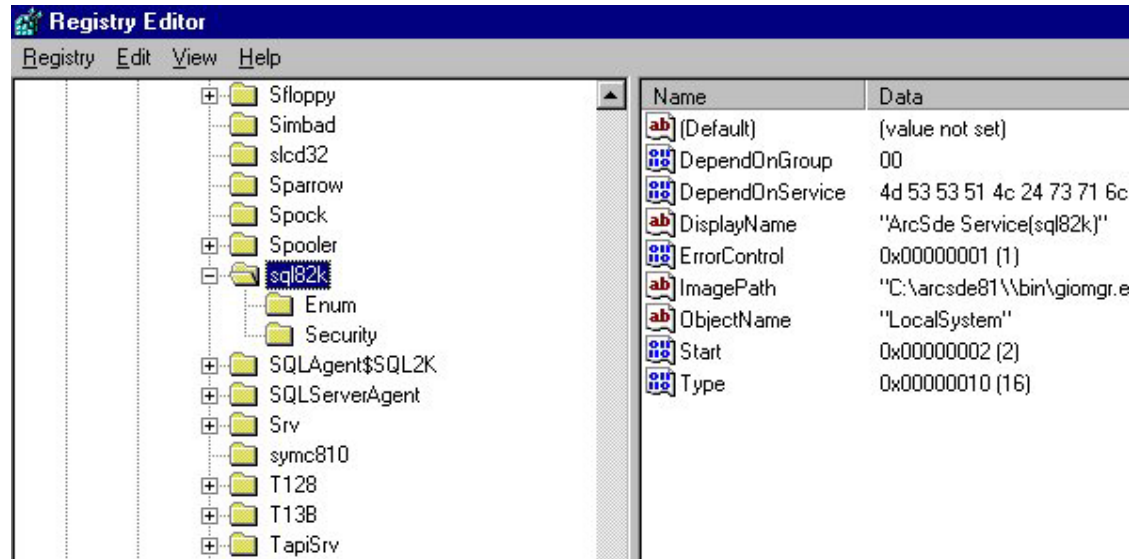 Registry Editor
Registry Edit View Help
Sfloppy
Simbad
slcd32
Sparrow
Spock
Spooler
sql82k
Enum
Security
SQLAgent$SQL2K
SQLServerAgent
Srv
symc810
T128
T13B
TapiSrv
Name Data
(Default) (value not set)
DependOnGroup 00
DependOnService 4d 53 53 51 4c 24 73 71 6c
DisplayName "ArcSde Service(sql82k)"
ErrorControl 0x00000001 (1)
ImagePath "C:\arcsde81\\bin\giomgr.e
ObjectName "LocalSystem"
Start 0x00000002 (2)
Type 0x00000010 (16)